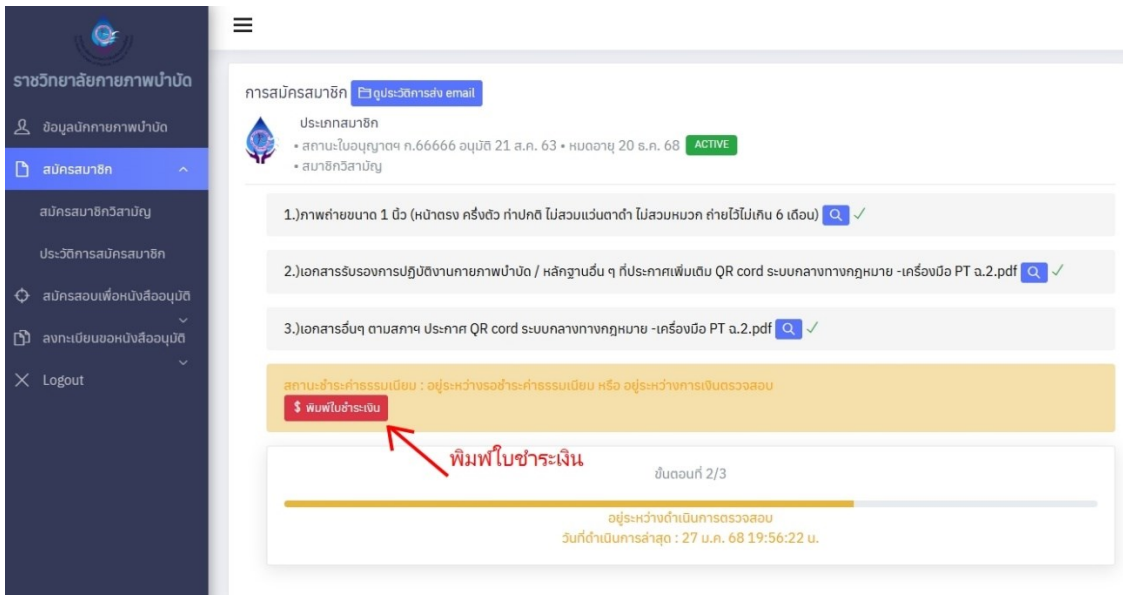 ราชวิทยาลัยกายภาพบำบัด
ข้อมูลนักกายภาพบำบัด
สมัครสมาชิก
สมัครสมาชิกวิสามัญ
ประวัติการสมัครสมาชิก
สมัครสอบเพื่อหนังสืออนุมัติ
ลงทะเบียนขอหนังสืออนุมัติ
Logout
การสมัครสมาชิก ดูประวัติการส่ง email
ประเภทสมาชิก
• สถานะใบอนุญาตฯ ก.66666 อนุมัติ 21 ส.ค. 63 • หมดอายุ 20 ธ.ค. 68 ACTIVE
• สมาชิกวิสามัญ
1.)ภาพถ่ายขนาด 1 นิ้ว (หน้าตรง ครึ่งตัว ท่าปกติ ไม่สวมแว่นตาดำ ไม่สวมหมวก ถ่ายไว้ไม่เกิน 6 เดือน)
2.)เอกสารรับรองการปฏิบัติงานกายภาพบำบัด / หลักฐานอื่น ๆ ที่ประกาศเพิ่มเติม QR cord ระบบกลางทางกฎหมาย -เครื่องมือ PT ฉ.2.pdf
3.)เอกสารอื่นๆ ตามสภาฯ ประกาศ QR cord ระบบกลางทางกฎหมาย -เครื่องมือ PT ฉ.2.pdf
สถานะชำระค่าธรรมเนียม : อยู่ระหว่างรอชำระค่าธรรมเนียม หรือ อยู่ระหว่างการเงินตรวจสอบ
$ พิมพ์ใบชำระเงิน
พิมพ์ใบชำระเงิน
ขั้นตอนที่ 2/3
อยู่ระหว่างดำเนินการตรวจสอบ
วันที่ดำเนินการล่าสุด : 27 ม.ค. 68 19:56:22 น.